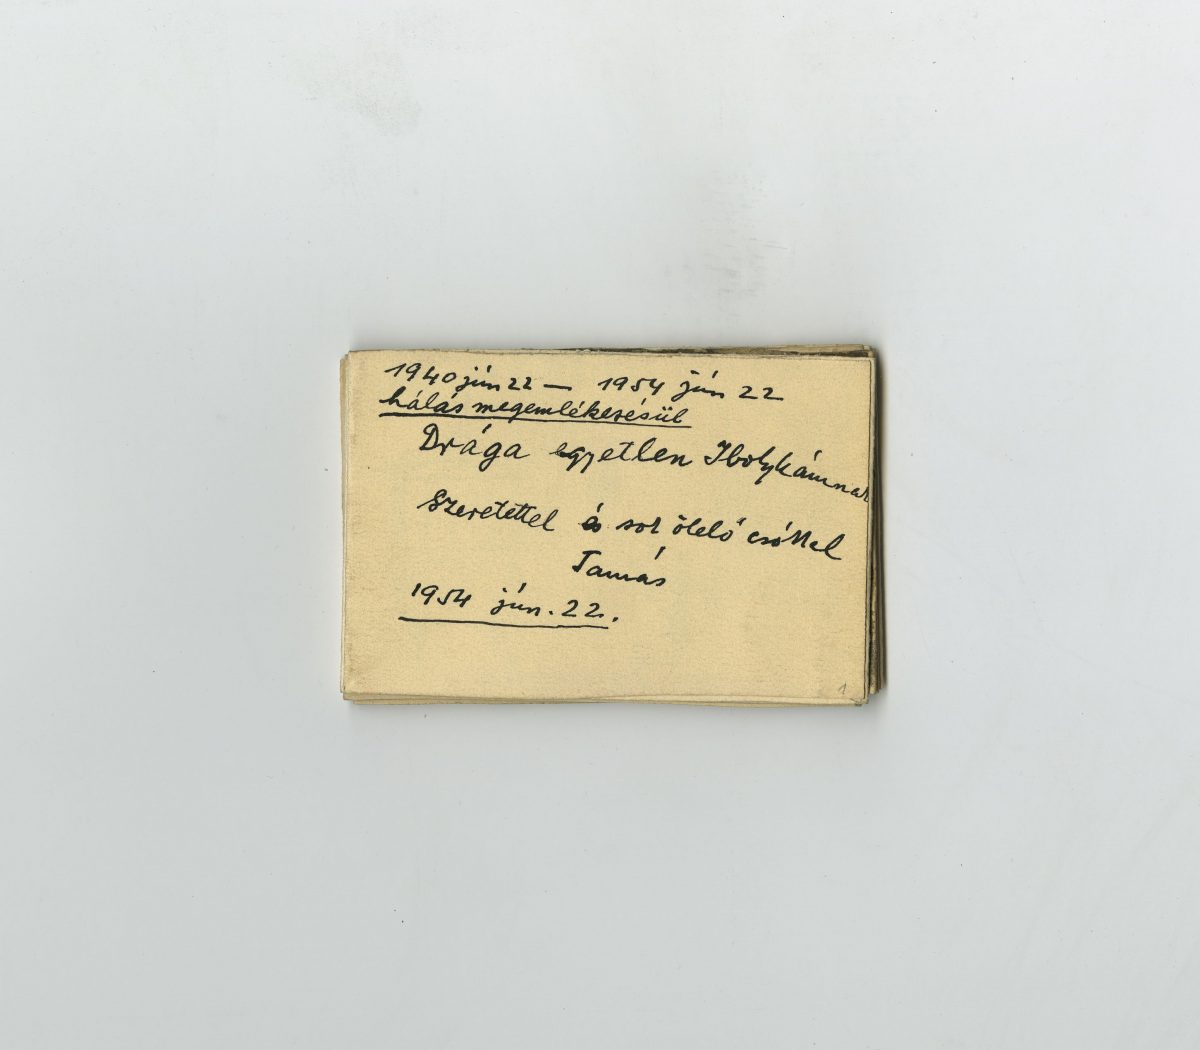 1940 jún 22 — 1954 jún 22
hálás megemlékezésül
Drága egyetlen Ibolykámnak
Szeretettel és sok ölelő csókkal
Tamás
1954 jún. 22.
1